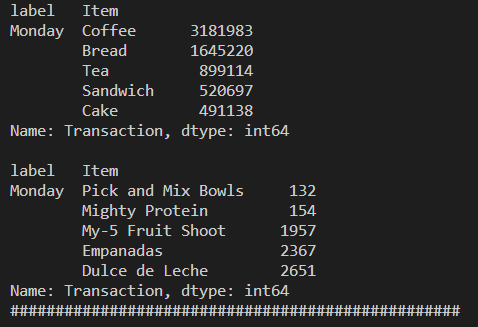 label   Item
Monday  Coffee      3181983
        Bread       1645220
        Tea          899114
        Sandwich     520697
        Cake         491138
Name: Transaction, dtype: int64

label   Item
Monday  Pick and Mix Bowls     132
        Mighty Protein         154
        My-5 Fruit Shoot      1957
        Empanadas             2367
        Dulce de Leche        2651
Name: Transaction, dtype: int64
##################################################